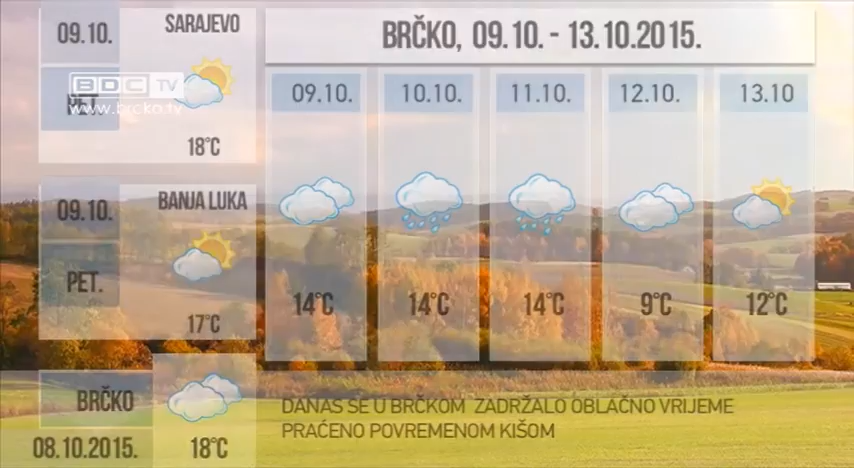 09.10.
SARAJEVO
BDC TV
PET.
www.brcko.tv
18°C
09.10.
BANJA LUKA
PET.
17°C
BRČKO
08.10.2015.
18°C
BRČKO, 09.10. - 13.10.2015.
09.10.
10.10.
11.10.
12.10.
13.10
14°C
14°C
14°C
9°C
12°C
DANAS SE U BRČKOM ZADRŽALO OBLAČNO VRIJEME
PRAĆENO POVREMENOM KIŠOM